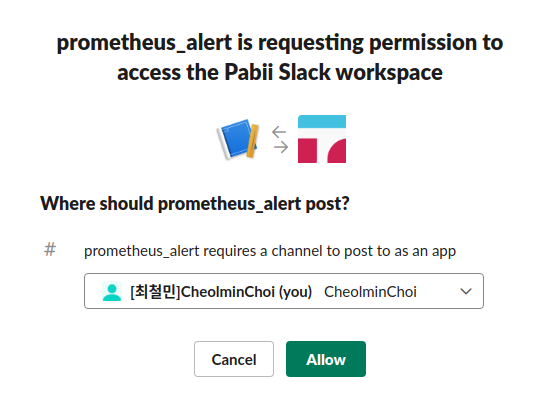 prometheus_alert is requesting permission to
access the Pabii Slack workspace
Where should prometheus_alert post?
# prometheus_alert requires a channel to post to as an app
[최철민]CheolminChoi (you) CheolminChoi
Cancel Allow